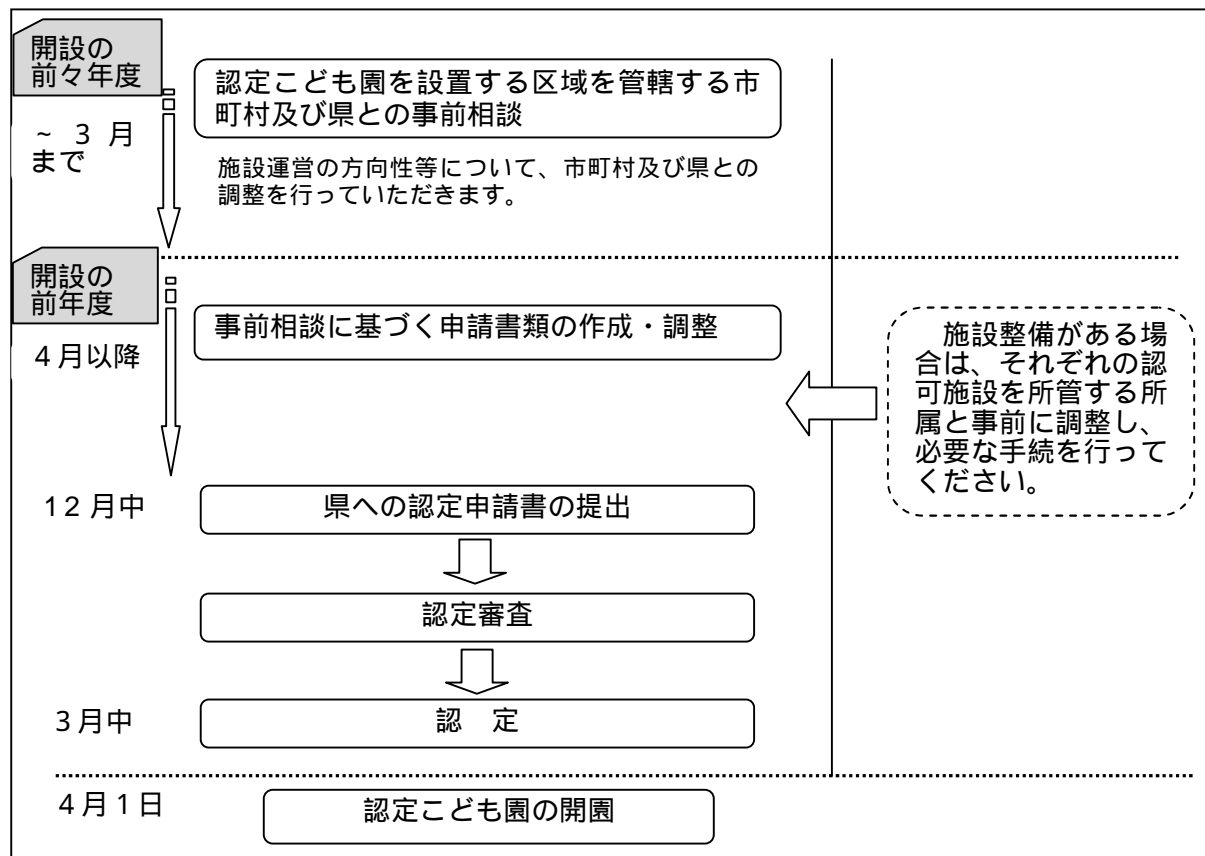 開設の
前々年度
~ 3 月
まで
認定こども園を設置する区域を管轄する市
町村及び県との事前相談
施設運営の方向性等について、市町村及び県との
調整を行っていただきます。
開設の
前年度
4月以降
事前相談に基づく申請書類の作成・調整
施設整備がある場
合は、それぞれの認
可施設を所管する所
属と事前に調整し、
必要な手続を行って
ください。
12月中
県への認定申請書の提出
認定審査
3月中
認 定
4月1日
認定こども園の開園